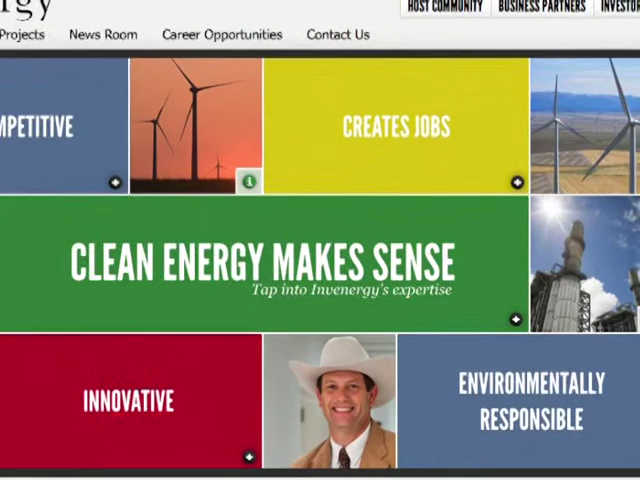 rgy
HOST COMMUNITY BUSINESS PARTNERS INVESTOR
Projects News Room Career Opportunities Contact Us
MPETITIVE
i
CREATES JOBS
CLEAN ENERGY MAKES SENSE
Tap into Invenergy's expertise
INNOVATIVE
ENVIRONMENTALLY
RESPONSIBLE